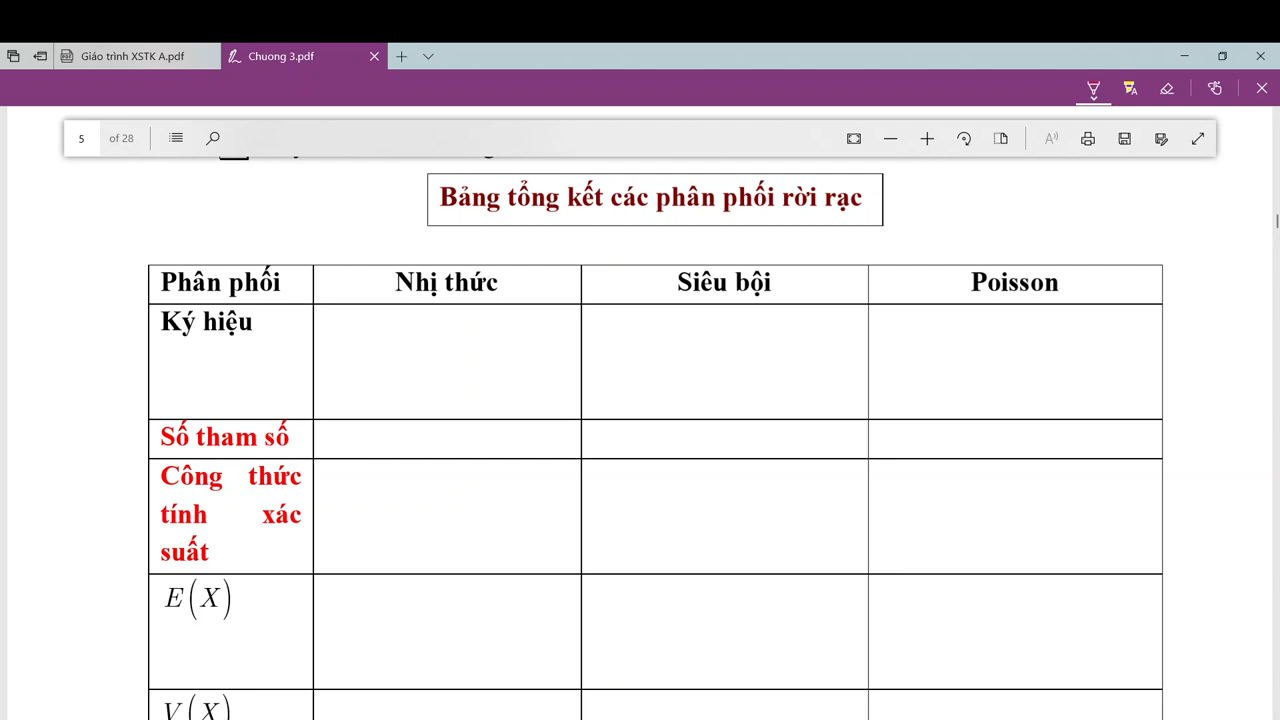 Giáo trình XSTK A.pdf
Chuong 3.pdf
5 of 28
Bảng tổng kết các phân phối rời rạc
Phân phối Nhị thức Siêu bội Poisson
Ký hiệu
Số tham số
Công thức
tính xác
suất
E(X)
V(X)